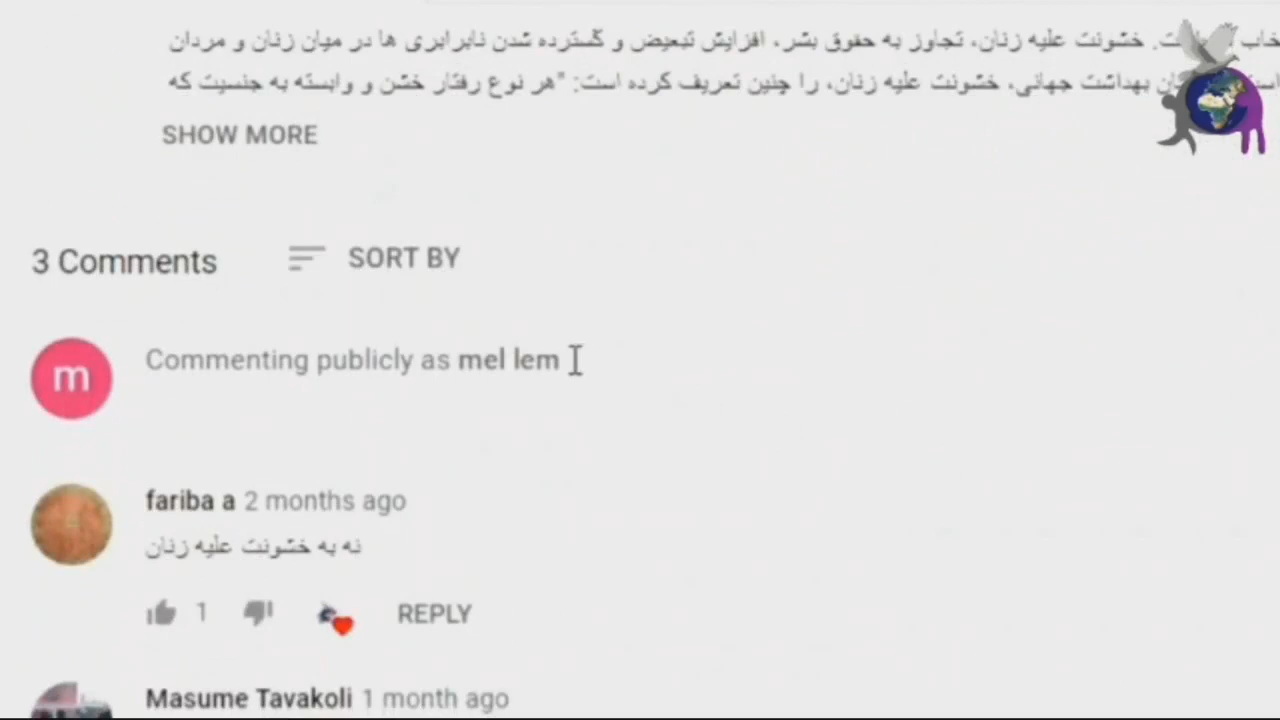 خشونت علیه زنان، تجاوز به حقوق بشر، افزایش تبعیض و گسترده شدن نابرابری ها در میان زنان و مردان
بهداشت جهانی، خشونت علیه زنان، را چنین تعریف کرده است: "هر نوع رفتار خشن و وابسته به جنسیت که
SHOW MORE
3 Comments SORT BY
m
Commenting publicly as mel lem
fariba a 2 months ago
نه به خشونت علیه زنان
1 REPLY
Masume Tavakoli 1 month ago